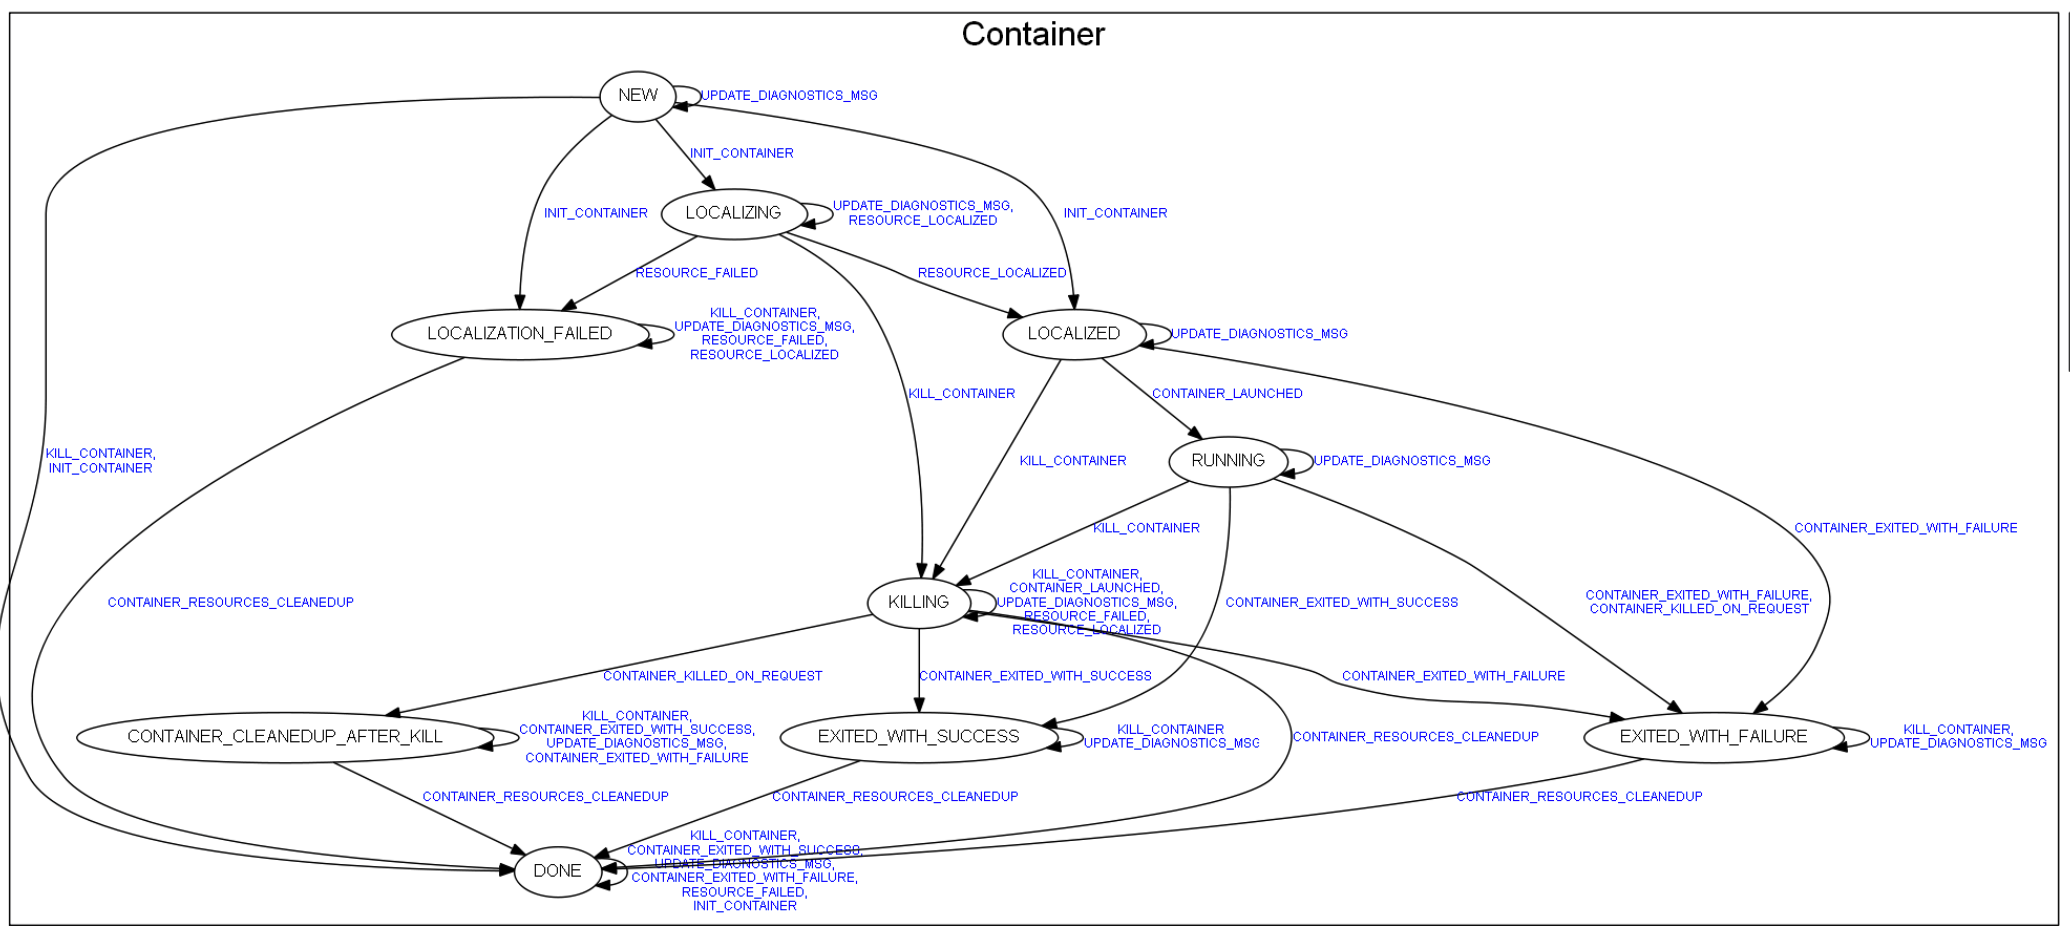 Container
NEW
UPDATE_DIAGNOSTICS_MSG
INIT_CONTAINER
LOCALIZING
UPDATE_DIAGNOSTICS_MSG,
RESOURCE_LOCALIZED
INIT_CONTAINER
INIT_CONTAINER
RESOURCE_FAILED
RESOURCE_LOCALIZED
LOCALIZATION_FAILED
KILL_CONTAINER,
UPDATE_DIAGNOSTICS_MSG,
RESOURCE_FAILED,
RESOURCE_LOCALIZED
LOCALIZED
UPDATE_DIAGNOSTICS_MSG
KILL_CONTAINER
CONTAINER_LAUNCHED
KILL_CONTAINER,
INIT_CONTAINER
KILL_CONTAINER
RUNNING
UPDATE_DIAGNOSTICS_MSG
KILL_CONTAINER
CONTAINER_EXITED_WITH_FAILURE
CONTAINER_RESOURCES_CLEANEDUP
KILLING
KILL_CONTAINER,
CONTAINER_LAUNCHED,
UPDATE_DIAGNOSTICS_MSG,
RESOURCE_FAILED,
RESOURCE_LOCALIZED
CONTAINER_EXITED_WITH_SUCCESS
CONTAINER_EXITED_WITH_FAILURE,
CONTAINER_KILLED_ON_REQUEST
CONTAINER_KILLED_ON_REQUEST
CONTAINER_EXITED_WITH_SUCCESS
CONTAINER_EXITED_WITH_FAILURE
CONTAINER_CLEANEDUP_AFTER_KILL
KILL_CONTAINER,
CONTAINER_EXITED_WITH_SUCCESS,
UPDATE_DIAGNOSTICS_MSG,
CONTAINER_EXITED_WITH_FAILURE
EXITED_WITH_SUCCESS
KILL_CONTAINER
UPDATE_DIAGNOSTICS_MSG
CONTAINER_RESOURCES_CLEANEDUP
EXITED_WITH_FAILURE
KILL_CONTAINER,
UPDATE_DIAGNOSTICS_MSG
CONTAINER_RESOURCES_CLEANEDUP
CONTAINER_RESOURCES_CLEANEDUP
CONTAINER_RESOURCES_CLEANEDUP
DONE
KILL_CONTAINER,
CONTAINER_EXITED_WITH_SUCCESS,
UPDATE_DIAGNOSTICS_MSG,
CONTAINER_EXITED_WITH_FAILURE,
RESOURCE_FAILED,
INIT_CONTAINER